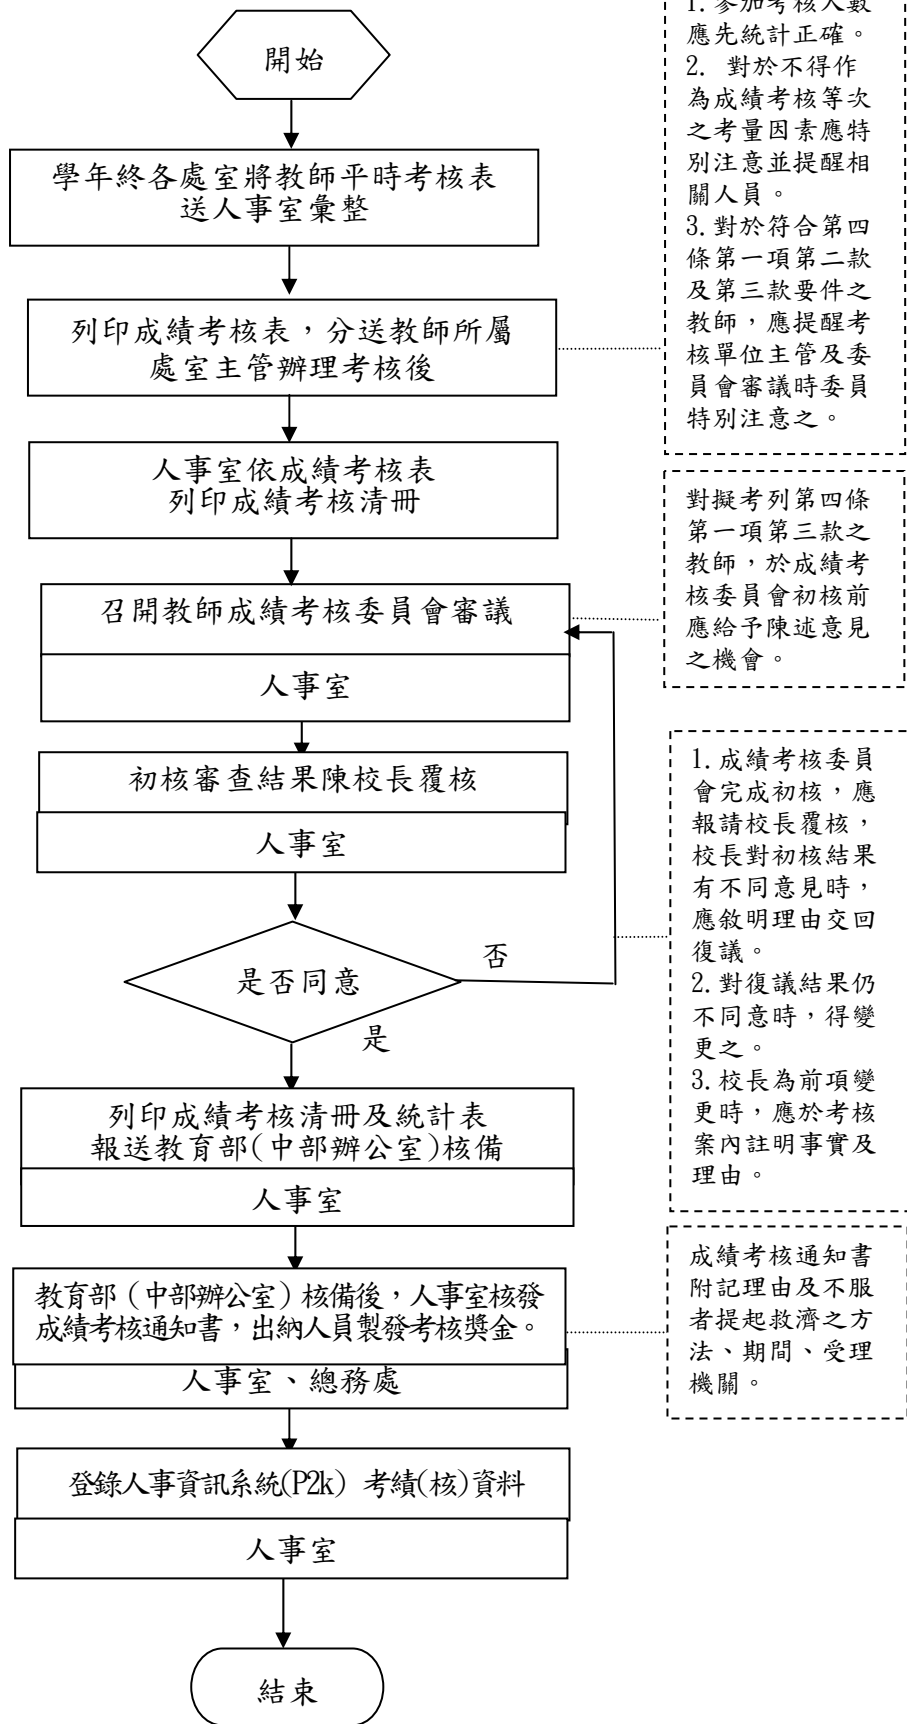 開始
學年終各處室將教師平時考核表
送人事室彙整
列印成績考核表，分送教師所屬
處室主管辦理考核後
人事室依成績考核表
列印成績考核清冊
召開教師成績考核委員會審議
人事室
初核審查結果陳校長覆核
人事室
是否同意
否
是
列印成績考核清冊及統計表
報送教育部(中部辦公室)核備
人事室
教育部（中部辦公室）核備後，人事室核發
成績考核通知書，出納人員製發考核獎金。
人事室、總務處
登錄人事資訊系統(P2k) 考績(核)資料
人事室
結束
1.參加考核人數
應先統計正確。
2. 對於不得作
為成績考核等次
之考量因素應特
別注意並提醒相
關人員。
3.對於符合第四
條第一項第二款
及第三款要件之
教師，應提醒考
核單位主管及委
員會審議時委員
特別注意之。
對擬考列第四條
第一項第三款之
教師，於成績考
核委員會初核前
應給予陳述意見
之機會。
1.成績考核委員
會完成初核，應
報請校長覆核，
校長對初核結果
有不同意見時，
應敘明理由交回
復議。
2.對復議結果仍
不同意時，得變
更之。
3.校長為前項變
更時，應於考核
案內註明事實及
理由。
成績考核通知書
附記理由及不服
者提起救濟之方
法、期間、受理
機關。